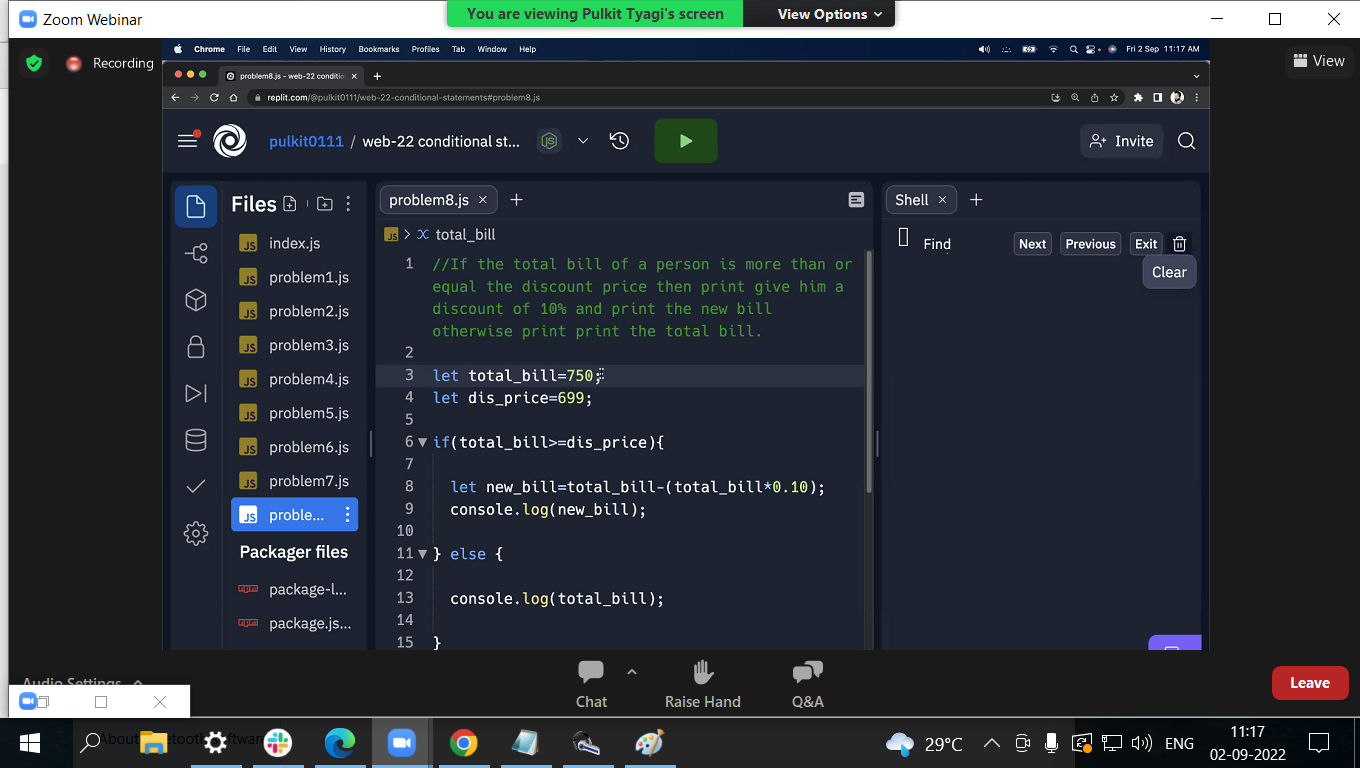 Zoom Webinar
You are viewing Pulkit Tyagi's screen
View Options
Recording
View
Chrome File Edit View History Bookmarks Profiles Tab Window Help
Fri 2 Sep 11:17 AM
problem8.js - web-22 conditio
replit.com/@pulkit0111/web-22-conditional-statements#problem8.js
pulkit0111 / web-22 conditional st...
Invite
Files
index.js
problem1.js
problem2.js
problem3.js
problem4.js
problem5.js
problem6.js
problem7.js
proble...
Packager files
package-l...
package.js...
problem8.js
JS > total_bill
1 //If the total bill of a person is more than or
equal the discount price then print give him a
discount of 10% and print the new bill
otherwise print print the total bill.
2
3 let total_bill=750;
4 let dis_price=699;
5
6 if(total_bill>=dis_price){
7
8 let new_bill=total_bill-(total_bill*0.10);
9 console.log(new_bill);
10
11 } else {
12
13 console.log(total_bill);
14
15 }
Shell
Find Next Previous Exit
Clear
Audio Settings
Chat
Raise Hand
Q&A
Leave
29°C
ENG
11:17
02-09-2022